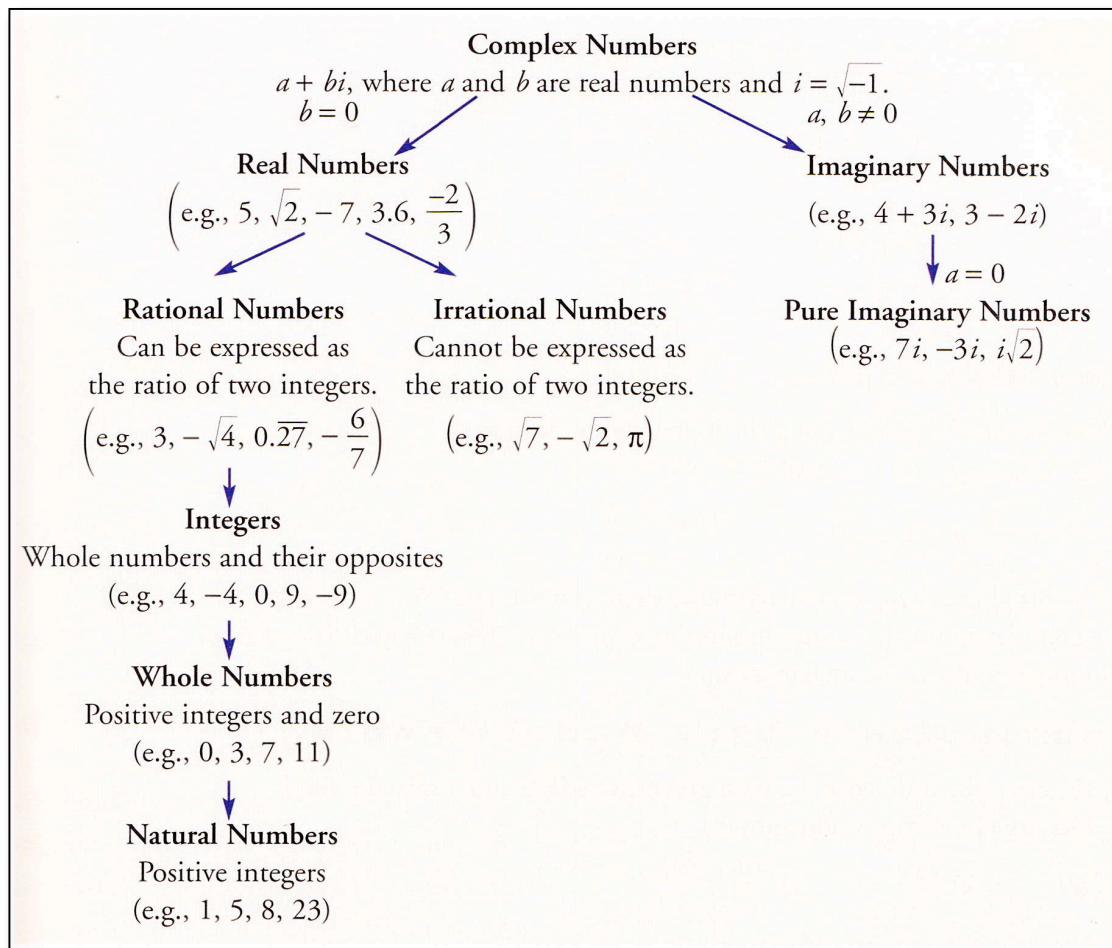 Complex Numbers
a + bi, where a and b are real numbers and i = √−1.
b = 0
a, b ≠ 0
Real Numbers
(e.g., 5, √2, − 7, 3.6, −2/3)
Imaginary Numbers
(e.g., 4 + 3i, 3 − 2i)
a = 0
Rational Numbers
Can be expressed as
the ratio of two integers.
(e.g., 3, − √4, 0.2̅7̅, − 6/7)
Irrational Numbers
Cannot be expressed as
the ratio of two integers.
(e.g., √7, − √2, π)
Pure Imaginary Numbers
(e.g., 7i, −3i, i√2)
Integers
Whole numbers and their opposites
(e.g., 4, −4, 0, 9, −9)
Whole Numbers
Positive integers and zero
(e.g., 0, 3, 7, 11)
Natural Numbers
Positive integers
(e.g., 1, 5, 8, 23)